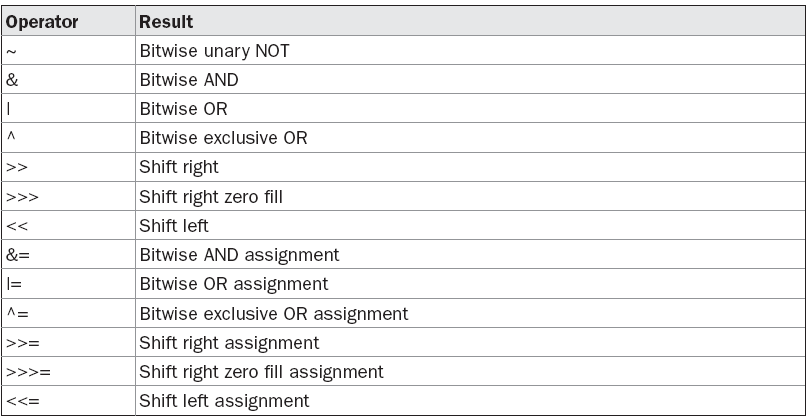 Operator Result
~ Bitwise unary NOT
& Bitwise AND
| Bitwise OR
^ Bitwise exclusive OR
>> Shift right
>>> Shift right zero fill
<< Shift left
&= Bitwise AND assignment
|= Bitwise OR assignment
^= Bitwise exclusive OR assignment
>>= Shift right assignment
>>>= Shift right zero fill assignment
<<= Shift left assignment